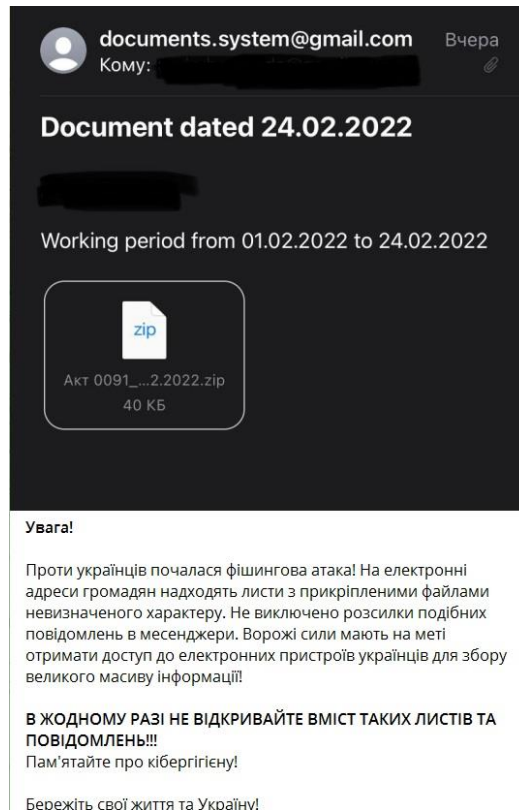 documents.system@gmail.com Вчера
Кому:
Document dated 24.02.2022
Working period from 01.02.2022 to 24.02.2022
zip
Акт 0091_...2.2022.zip
40 КБ
Увага!
Проти українців почалася фішингова атака! На електронні
адреси громадян надходять листи з прикріпленими файлами
невизначеного характеру. Не виключено розсилки подібних
повідомлень в месенджери. Ворожі сили мають на меті
отримати доступ до електронних пристроїв українців для збору
великого масиву інформації!
В ЖОДНОМУ РАЗІ НЕ ВІДКРИВАЙТЕ ВМІСТ ТАКИХ ЛИСТІВ ТА
ПОВІДОМЛЕНЬ!!!
Пам'ятайте про кібергігієну!
Бережіть свої життя та Україну!